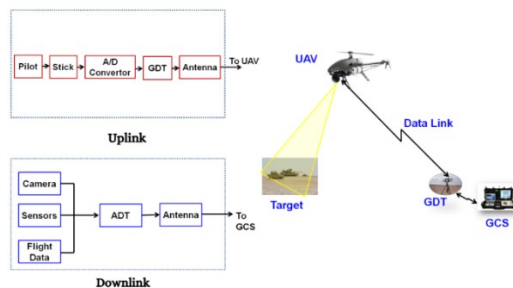 Pilot
Stick
A/D
Convertor
GDT
Antenna
To UAV
Uplink
Camera
Sensors
Flight
Data
ADT
Antenna
To
GCS
Downlink
UAV
Data Link
Target
GDT
GCS